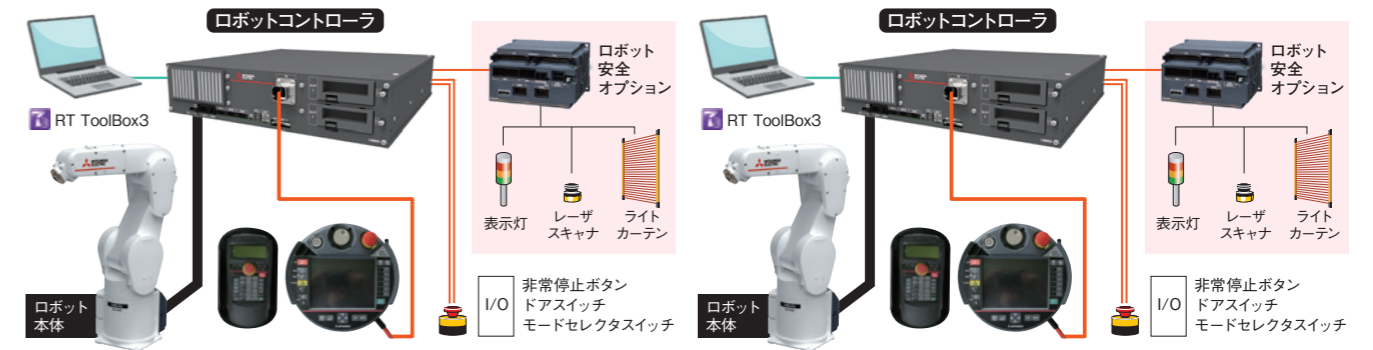 ロボットコントローラ
ロボット
安全
オプション
RT ToolBox3
MITSUBISHI
ELECTRIC
表示灯
レーザ
スキャナ
ライト
カーテン
ロボット
本体
I/O
非常停止ボタン
ドアスイッチ
モードセレクタスイッチ
ロボットコントローラ
ロボット
安全
オプション
RT ToolBox3
MITSUBISHI
ELECTRIC
表示灯
レーザ
スキャナ
ライト
カーテン
ロボット
本体
I/O
非常停止ボタン
ドアスイッチ
モードセレクタスイッチ